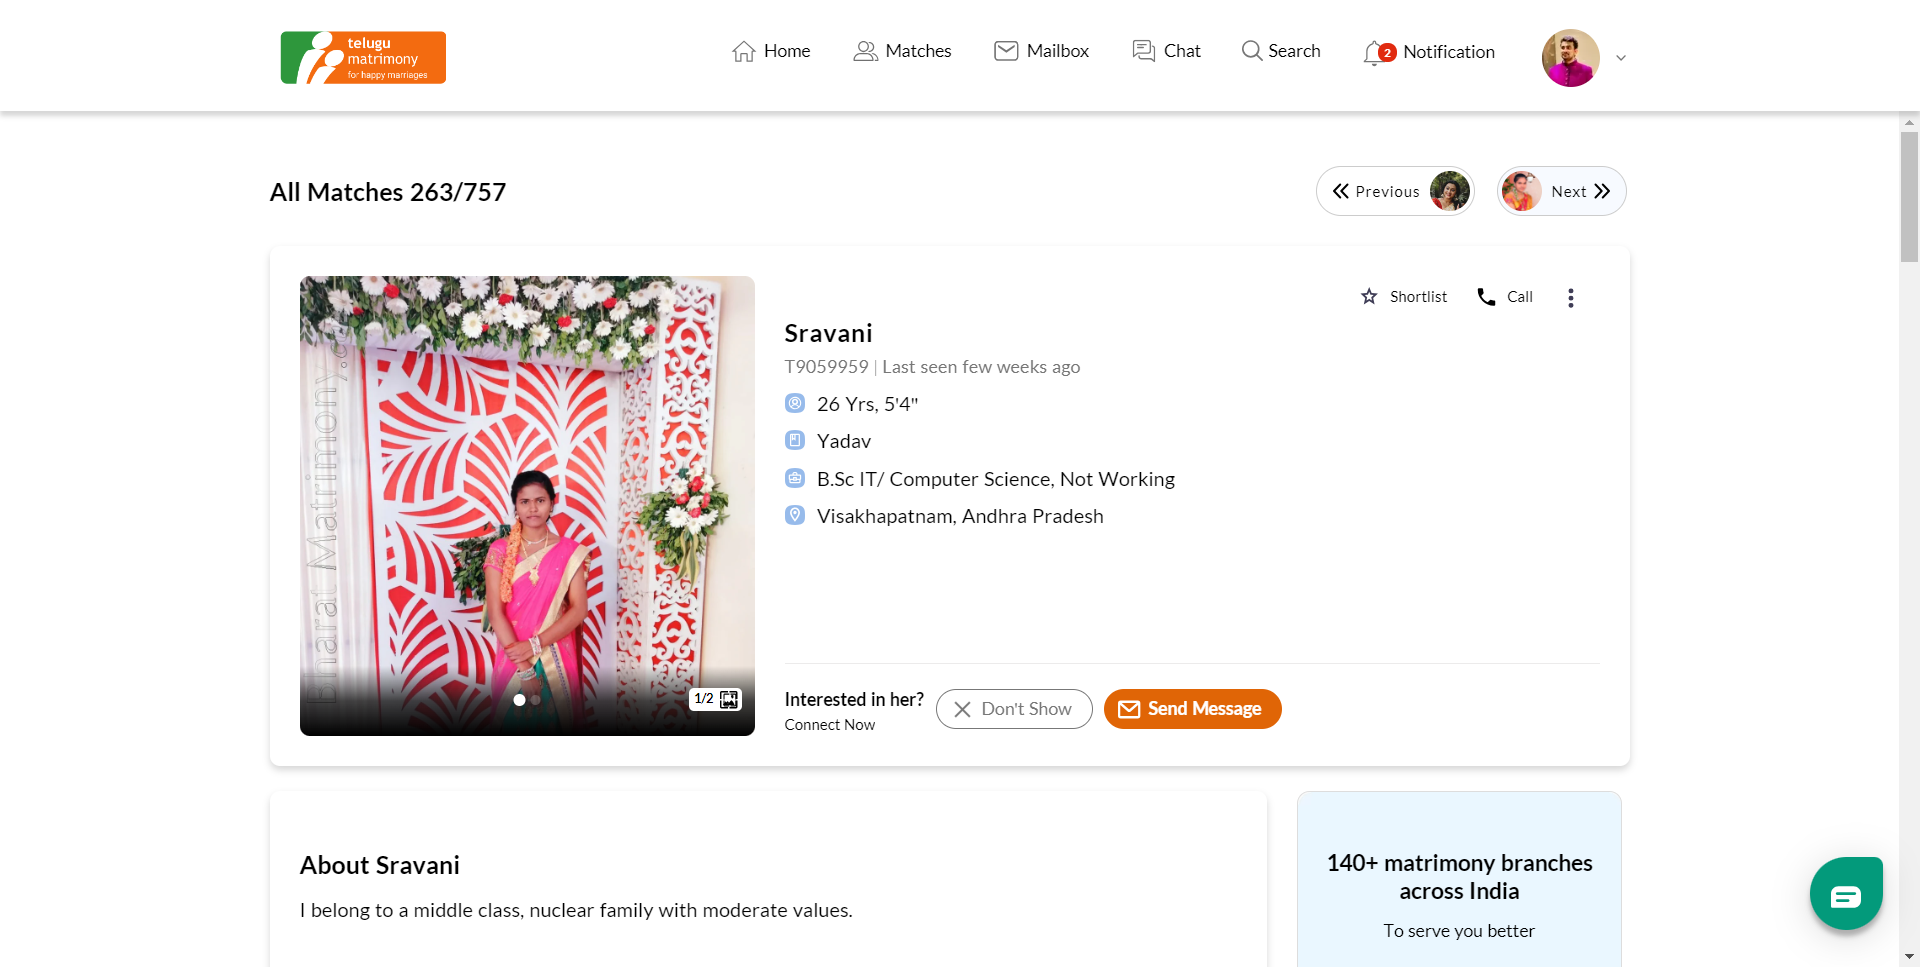 telugu
matrimony
for happy marriages
Home
Matches
Mailbox
Chat
Search
2
Notification
All Matches 263/757
Previous
Next
Shortlist
Call
Sravani
T9059959 | Last seen few weeks ago
26 Yrs, 5'4"
Yadav
B.Sc IT/ Computer Science, Not Working
Visakhapatnam, Andhra Pradesh
Bharat Matrimony.co
1/2
Interested in her?
Connect Now
Don't Show
Send Message
About Sravani
I belong to a middle class, nuclear family with moderate values.
140+ matrimony branches
across India
To serve you better